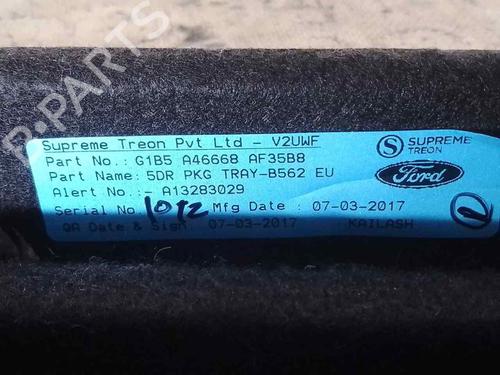 B-PARTS
Supreme Treon Pvt Ltd - V2UWF
Part No.: G1B5 A46668 AF35B8
Part Name: 5DR PKG TRAY-B562 EU
Alert No.:- A13283029
Serial No 1012 Mfg Date : 07-03-2017
QA Date & Sign 07-03-2017 KAILASH
S SUPREME
TREON
Ford